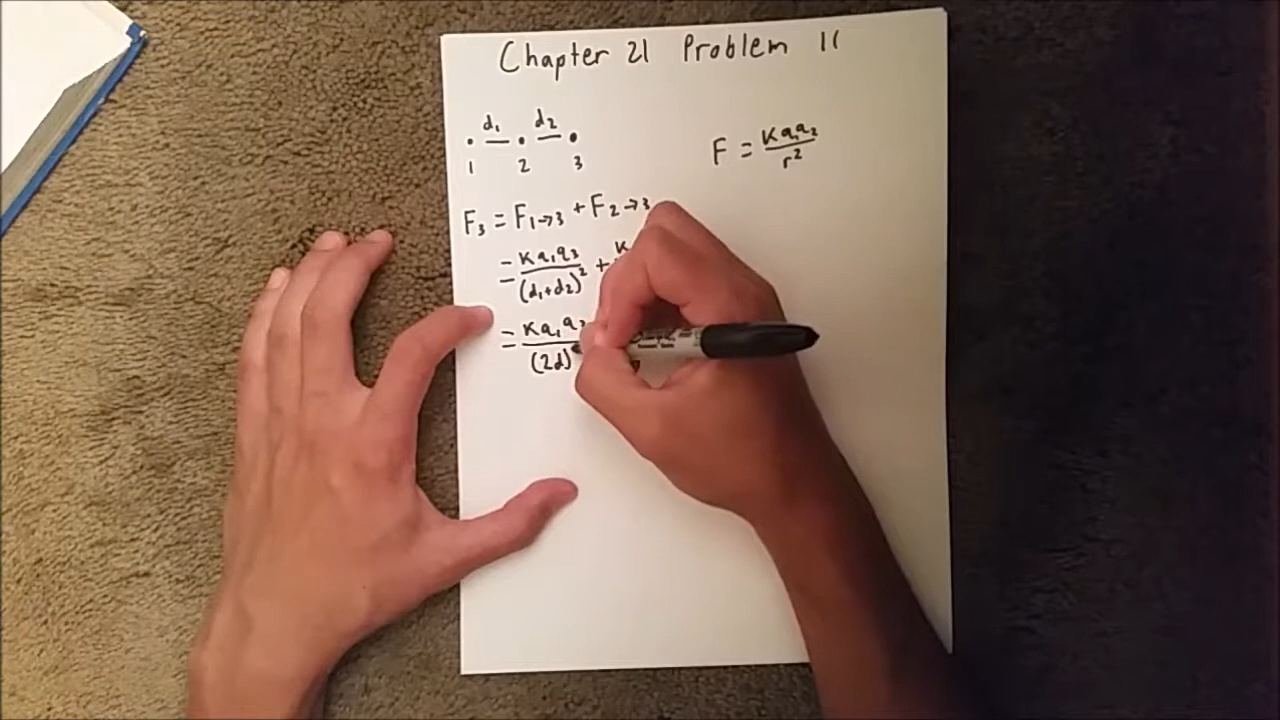 Chapter 21 Problem 11
d₁ d₂
1 2 3
F = Kq₁q₂/r²
F₃ = F₁→₃ + F₂→₃
= Kq₁q₃/(d₁+d₂)² + K
= Kq₁q₃/(2d)